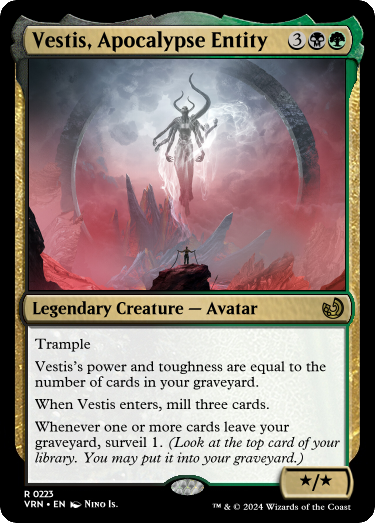 Vestis, Apocalypse Entity 3
Legendary Creature — Avatar
Trample
Vestis's power and toughness are equal to the
number of cards in your graveyard.
When Vestis enters, mill three cards.
Whenever one or more cards leave your
graveyard, surveil 1. (Look at the top card of your
library. You may put it into your graveyard.)
*/*
R 0223
VRN • EN Nino Is.
™ & © 2024 Wizards of the Coast